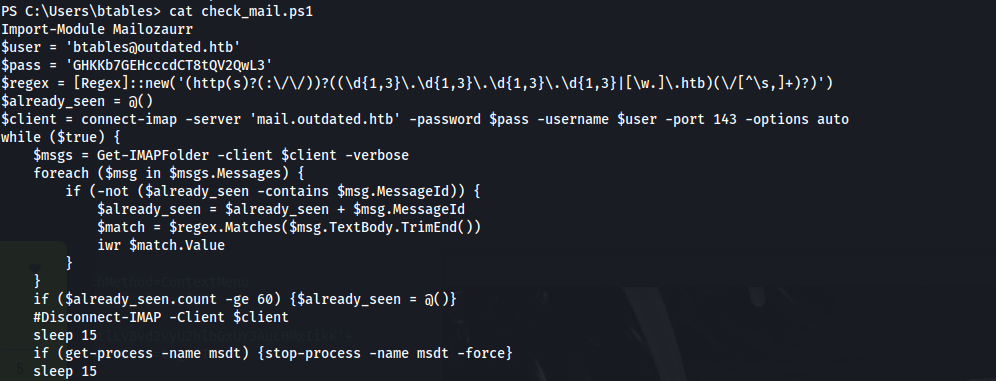 PS C:\Users\btables> cat check_mail.ps1
Import-Module Mailozaurr
$user = 'btables@outdated.htb'
$pass = 'GHKKb7GEHcccdCT8tQV2QwL3'
$regex = [Regex]::new('(http(s)?(:\/\/))?((\d{1,3}\.\d{1,3}\.\d{1,3}\.\d{1,3}|[\w.]\.htb)(\/[^\s,]+)?)')
$already_seen = @()
$client = connect-imap -server 'mail.outdated.htb' -password $pass -username $user -port 143 -options auto
while ($true) {
    $msgs = Get-IMAPFolder -client $client -verbose
    foreach ($msg in $msgs.Messages) {
        if (-not ($already_seen -contains $msg.MessageId)) {
            $already_seen = $already_seen + $msg.MessageId
            $match = $regex.Matches($msg.TextBody.TrimEnd())
            iwr $match.Value
        }
    }
    if ($already_seen.count -ge 60) {$already_seen = @()}
    #Disconnect-IMAP -Client $client
    sleep 15
    if (get-process -name msdt) {stop-process -name msdt -force}
    sleep 15